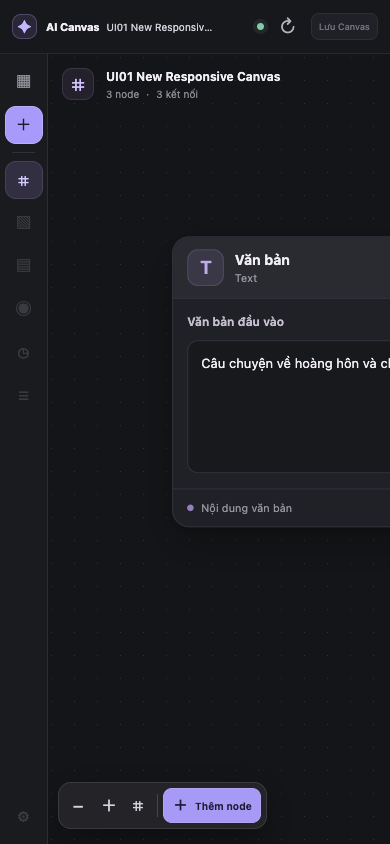 AI Canvas UI01 New Responsiv... Lưu Canvas
UI01 New Responsive Canvas
3 node · 3 kết nối
T Văn bản
Text
Văn bản đầu vào
Câu chuyện về hoàng hôn và
Nội dung văn bản
Thêm node